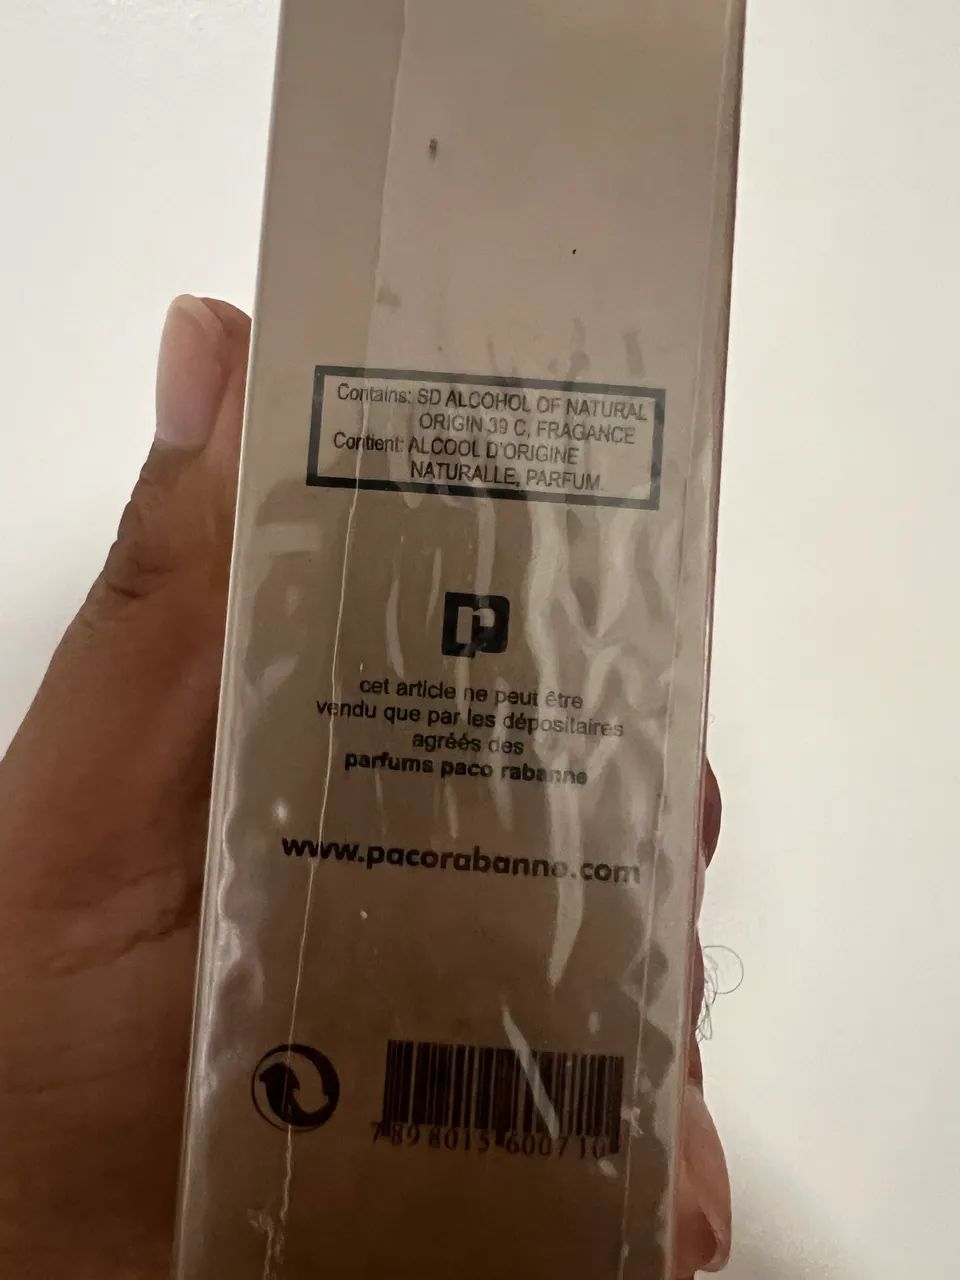 Contains: SD ALCOHOL OF NATURAL
ORIGIN 39 C, FRAGANCE
Contient: ALCOOL D'ORIGINE
NATURALLE, PARFUM.
cet article ne peut être
vendu que par les dépositaires
agréés des
parfums paco rabanne
www.pacorabanne.com
7 898015 600710